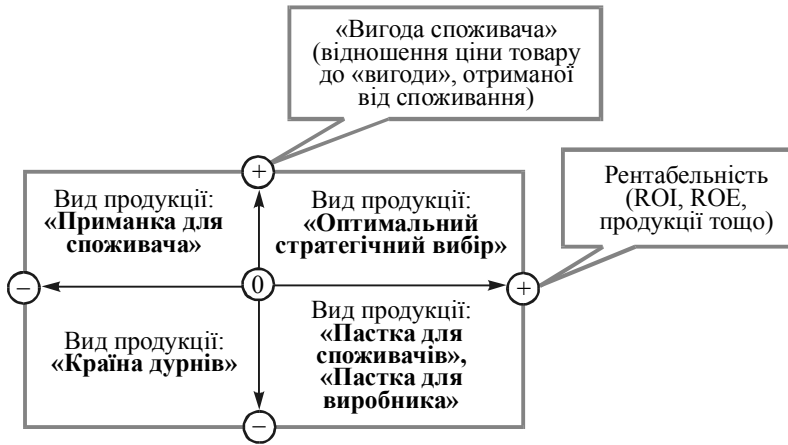 «Вигода споживача»
(відношення ціни товару
до «вигоди», отриманої
від споживання)
+
Рентабельність
(ROI, ROE,
продукції тощо)
Вид продукції:
«Приманка для
споживача»
Вид продукції:
«Оптимальний
стратегічний вибір»
−
0
+
Вид продукції:
«Країна дурнів»
Вид продукції:
«Пастка для
споживачів»,
«Пастка для
виробника»
−